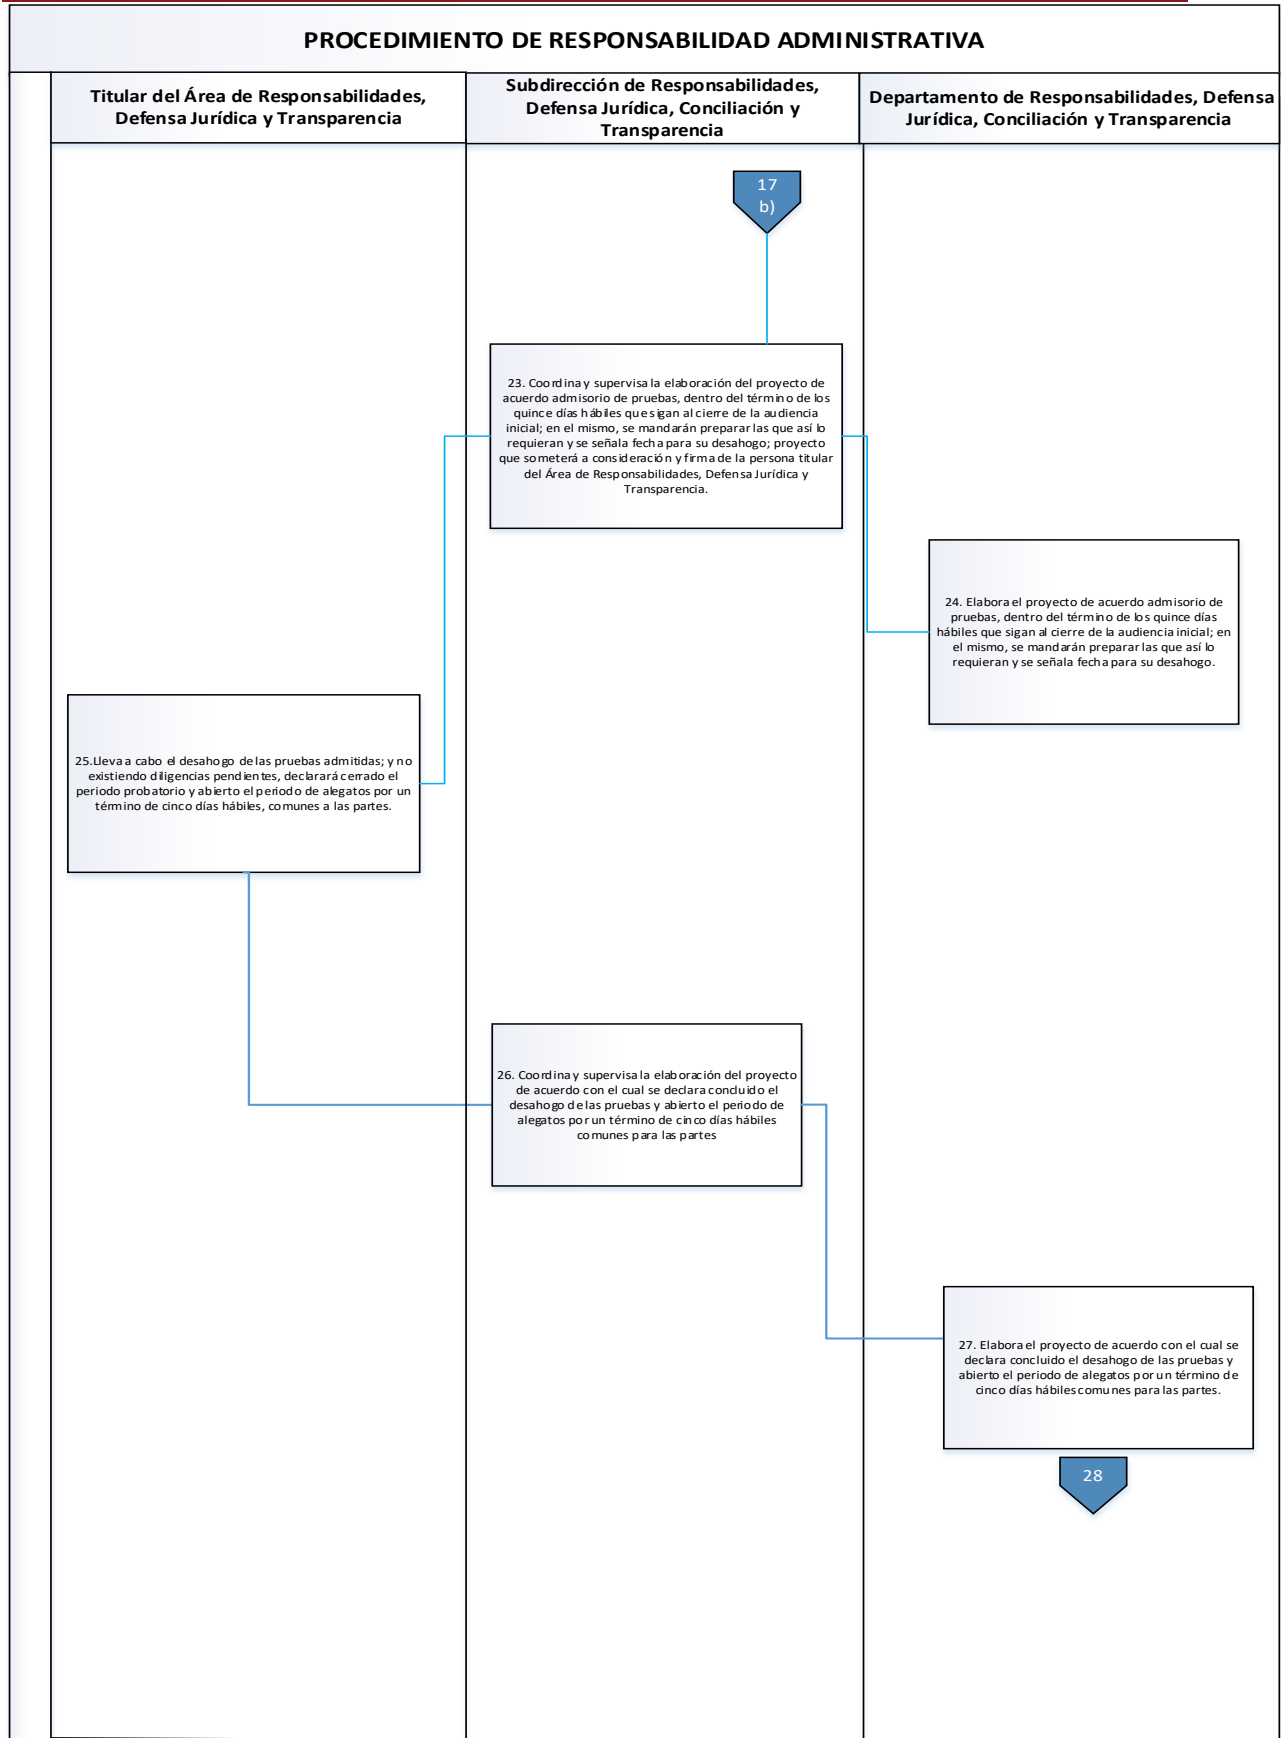 PROCEDIMIENTO DE RESPONSABILIDAD ADMINISTRATIVA
Titular del Área de Responsabilidades,
Defensa Jurídica y Transparencia
Subdirección de Responsabilidades,
Defensa Jurídica, Conciliación y
Transparencia
Departamento de Responsabilidades, Defensa
Jurídica, Conciliación y Transparencia
17
b)
23. Coordina y supervisa la elaboración del proyecto de
acuerdo admisorio de pruebas, dentro del término de los
quince días hábiles que sigan al cierre de la audiencia
inicial; en el mismo, se mandarán preparar las que así lo
requieran y se señala fecha para su desahogo; proyecto
que someterá a consideración y firma de la persona titular
del Área de Responsabilidades, Defensa Jurídica y
Transparencia.
24. Elabora el proyecto de acuerdo admisorio de
pruebas, dentro del término de los quince días
hábiles que sigan al cierre de la audiencia inicial; en
el mismo, se mandarán preparar las que así lo
requieran y se señala fecha para su desahogo.
25.Lleva a cabo el desahogo de las pruebas admitidas; y no
existiendo diligencias pendientes, declarará cerrado el
periodo probatorio y abierto el periodo de alegatos por un
término de cinco días hábiles, comunes a las partes.
26. Coordina y supervisa la elaboración del proyecto
de acuerdo con el cual se declara concluido el
desahogo de las pruebas y abierto el periodo de
alegatos por un término de cinco días hábiles
comunes para las partes
27. Elabora el proyecto de acuerdo con el cual se
declara concluido el desahogo de las pruebas y
abierto el periodo de alegatos por un término de
cinco días hábiles comunes para las partes.
28